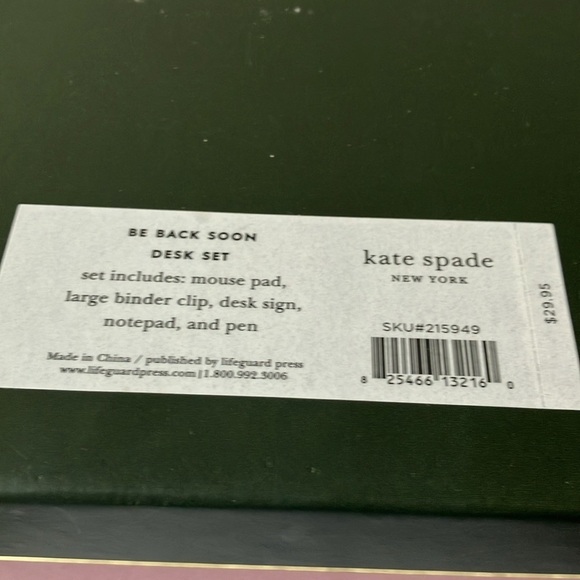 BE BACK SOON
DESK SET
set includes: mouse pad,
large binder clip, desk sign,
notepad, and pen
Made in China / published by lifeguard press
www.lifeguardpress.com | 1.800.992.3006
kate spade
NEW YORK
SKU#215949
8 25466 13216 0
$29.95